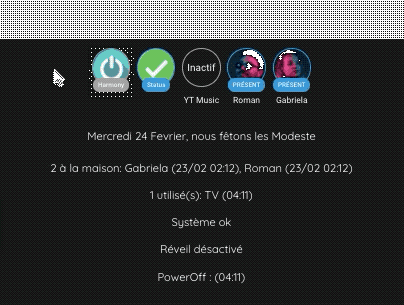 Harmony
Status
Inactif
PRÉSENT
PRÉSENT
YT Music
Roman
Gabriela
Mercredi 24 Fevrier, nous fêtons les Modeste
2 à la maison: Gabriela (23/02 02:12), Roman (23/02 02:12)
1 utilisé(s): TV (04:11)
Système ok
Réveil désactivé
PowerOff : (04:11)